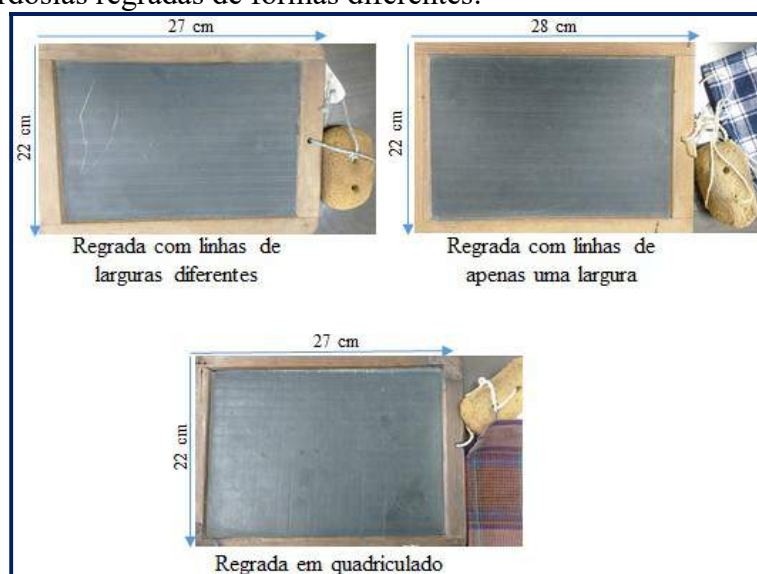 27 cm
28 cm
22 cm
22 cm
Regrada com linhas de
larguras diferentes
Regrada com linhas de
apenas uma largura
27 cm
22 cm
Regrada em quadriculado